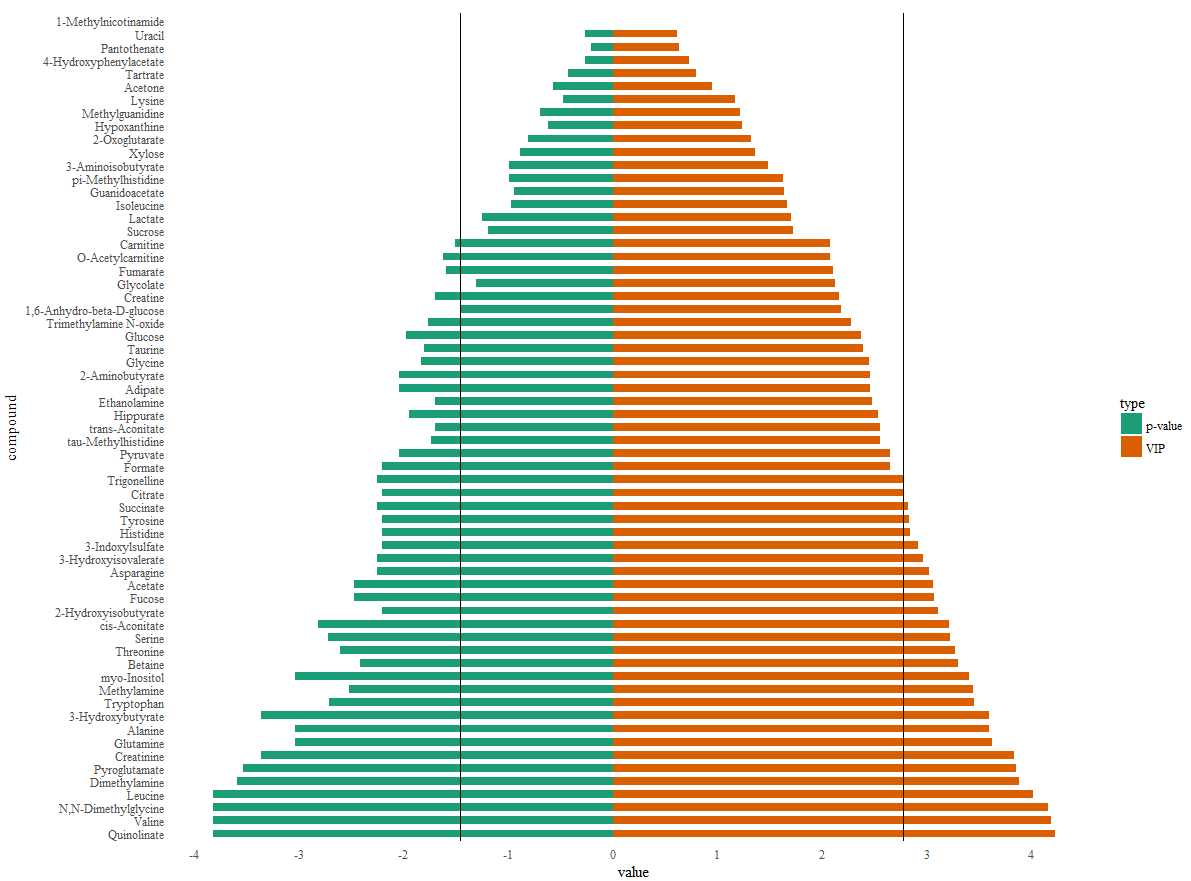 1-Methylnicotinamide
Uracil
Pantothenate
4-Hydroxyphenylacetate
Tartrate
Acetone
Lysine
Methylguanidine
Hypoxanthine
2-Oxoglutarate
Xylose
3-Aminoisobutyrate
pi-Methylhistidine
Guanidoacetate
Isoleucine
Lactate
Sucrose
Carnitine
O-Acetylcarnitine
Fumarate
Glycolate
Creatine
1,6-Anhydro-beta-D-glucose
Trimethylamine N-oxide
Glucose
Taurine
Glycine
2-Aminobutyrate
Adipate
Ethanolamine
Hippurate
trans-Aconitate
tau-Methylhistidine
Pyruvate
Formate
Trigonelline
Citrate
Succinate
Tyrosine
Histidine
3-Indoxylsulfate
3-Hydroxyisovalerate
Asparagine
Acetate
Fucose
2-Hydroxyisobutyrate
cis-Aconitate
Serine
Threonine
Betaine
myo-Inositol
Methylamine
Tryptophan
3-Hydroxybutyrate
Alanine
Glutamine
Creatinine
Pyroglutamate
Dimethylamine
Leucine
N,N-Dimethylglycine
Valine
Quinolinate
compound
-4 -3 -2 -1 0 1 2 3 4
value
type
p-value
VIP